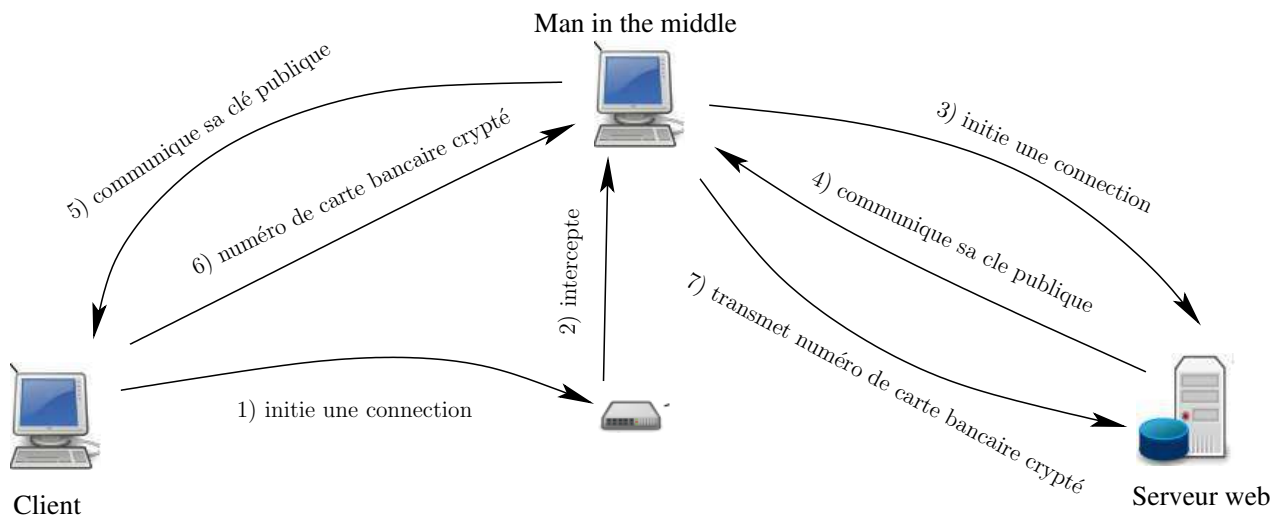 Man in the middle
5) communique sa clé publique
6) numéro de carte bancaire crypté
3) initie une connection
4) communique sa cle publique
2) intercepte
7) transmet numéro de carte bancaire crypté
1) initie une connection
Client
Serveur web